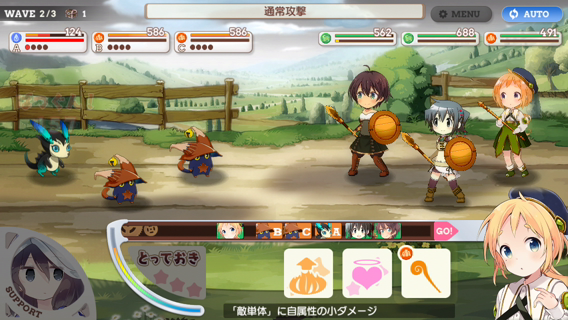 WAVE 2/3 1
通常攻撃
MENU
AUTO
124
586
586
562
688
491
A
B
C
B C A GO!
とっておき
SUPPORT
「敵単体」に自属性の小ダメージ